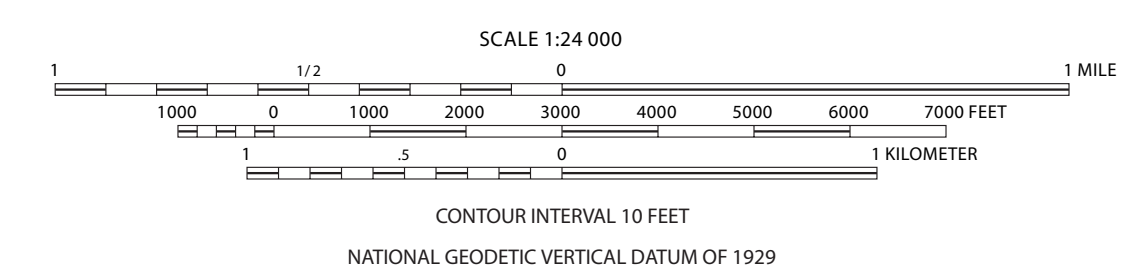 SCALE 1:24 000
1 1/2 0 1 MILE
1000 0 1000 2000 3000 4000 5000 6000 7000 FEET
1 .5 0 1 KILOMETER
CONTOUR INTERVAL 10 FEET
NATIONAL GEODETIC VERTICAL DATUM OF 1929